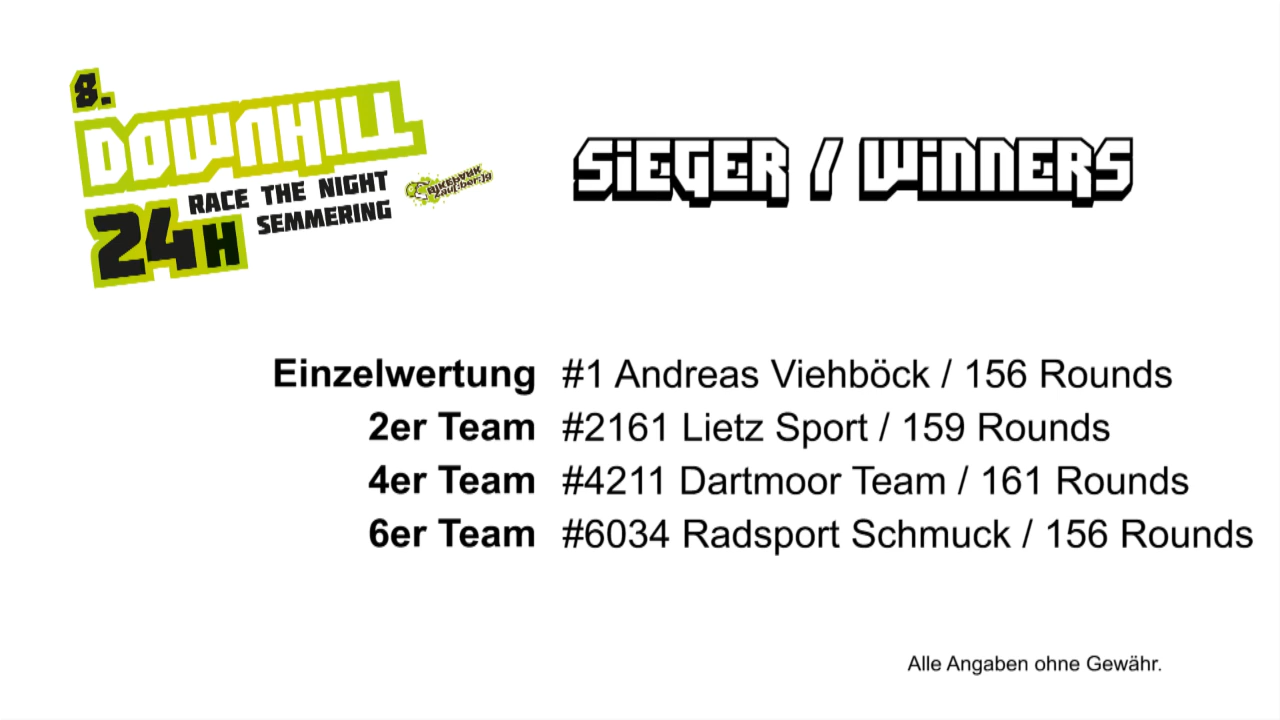 8.
DOWNHILL
RACE THE NIGHT
24H SEMMERING
BIKEPARK
SiEGER / WiNNERS
Einzelwertung #1 Andreas Viehböck / 156 Rounds
2er Team #2161 Lietz Sport / 159 Rounds
4er Team #4211 Dartmoor Team / 161 Rounds
6er Team #6034 Radsport Schmuck / 156 Rounds
Alle Angaben ohne Gewähr.